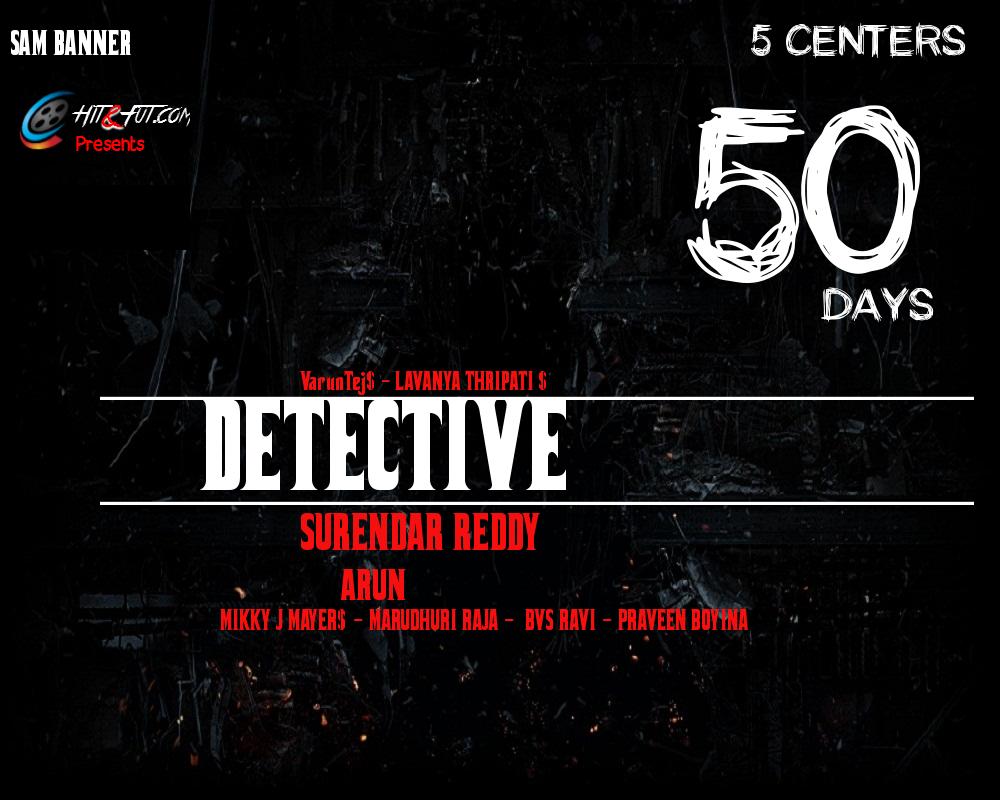 SAM BANNER
5 CENTERS
HIT&FUT.COM
Presents
50
DAYS
VarunTej$ - LAVANYA THRIPATI $
DETECTIVE
SURENDAR REDDY
ARUN
MIKKY J MAYER$ - MARUDHURI RAJA - BVS RAVI - PRAVEEN BOYINA